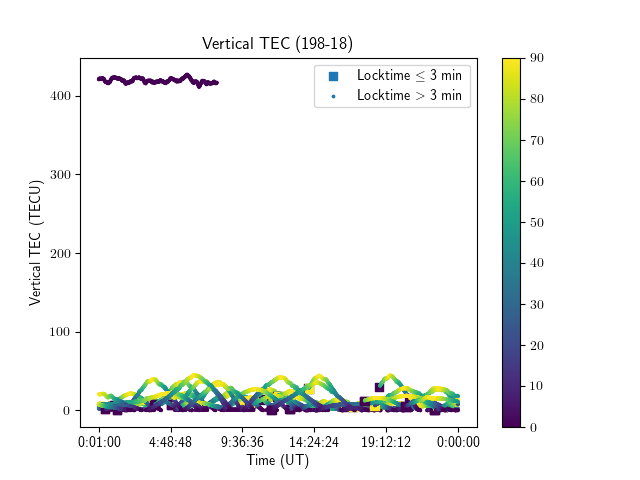 Vertical TEC (198-18)
Locktime ≤ 3 min
Locktime > 3 min
Vertical TEC (TECU)
400
300
200
100
0
0:01:00 4:48:48 9:36:36 14:24:24 19:12:12 0:00:00
Time (UT)
90
80
70
60
50
40
30
20
10
0